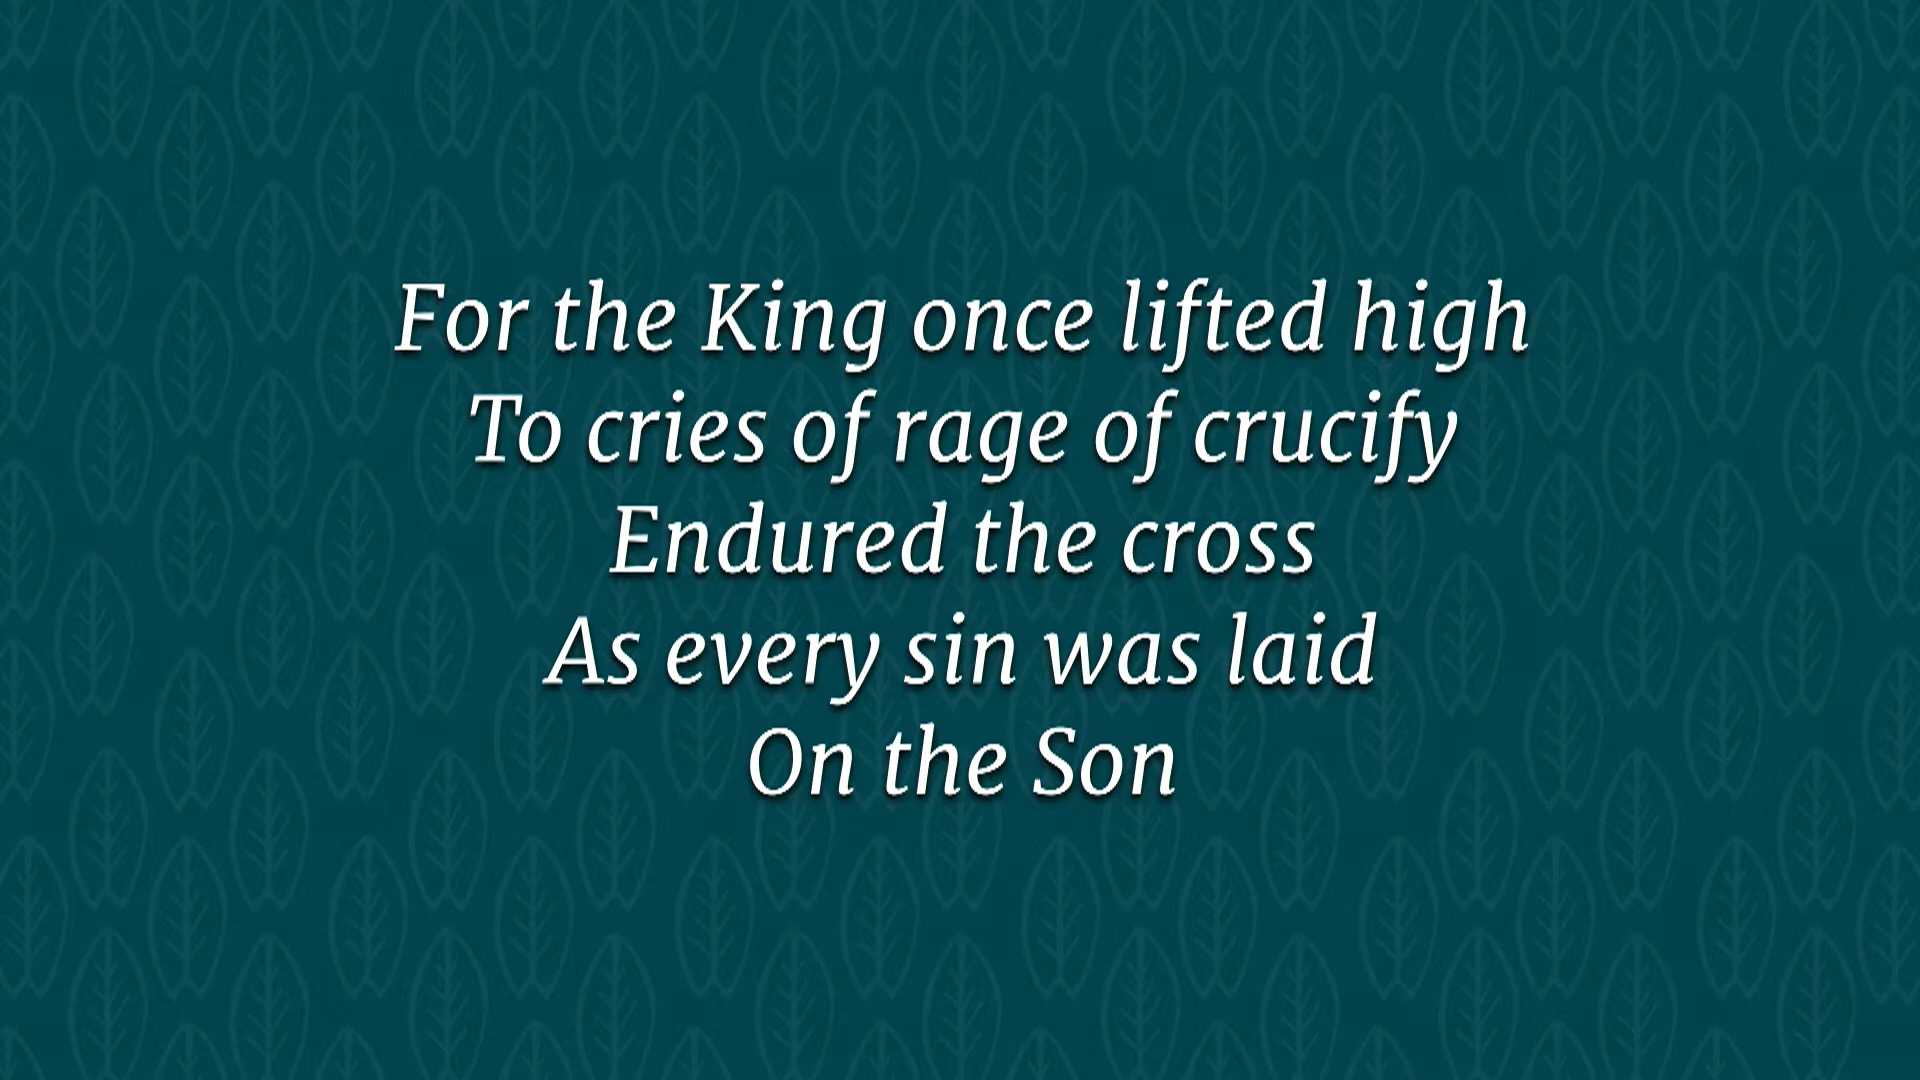 For the King once lifted high
To cries of rage of crucify
Endured the cross
As every sin was laid
On the Son